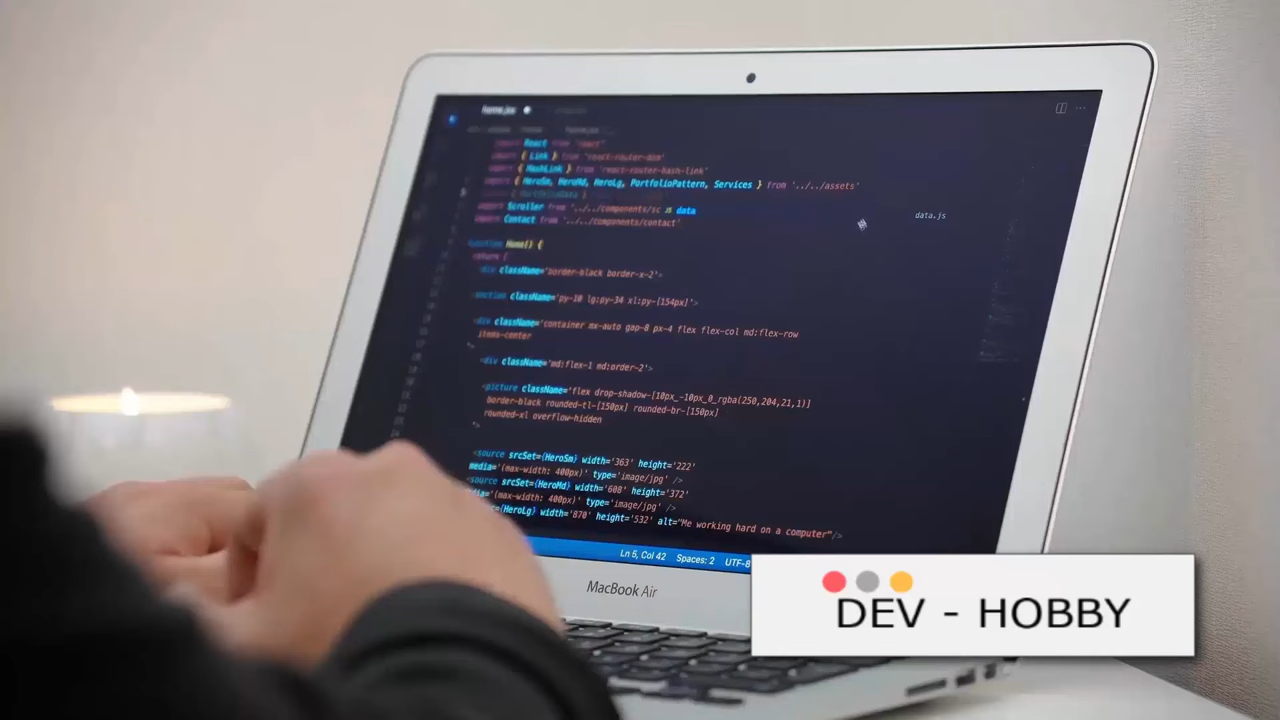 home.jsx
import React from 'react'
import { Link } from 'react-router-dom'
import { HashLink } from 'react-router-hash-link'
import { HeroSm, HeroMd, HeroLg, PortfolioPattern, Services } from '../../assets'
import Scroller from '../../components/sc data
data.js
import Contact from '../../components/contact'
function Home() {
return (
<div className='border-black border-x-2'>
<section className='py-10 lg:py-34 xl:py-[154px]'>
<div className='container mx-auto gap-8 px-4 flex flex-col md:flex-row
items-center
'>
<div className='md:flex-1 md:order-2'>
<picture className='flex drop-shadow-[10px_-10px_0_rgba(250,204,21,1)]
border-black rounded-tl-[150px] rounded-br-[150px]
rounded-xl overflow-hidden
'>
<source srcSet={HeroSm} width='363' height='222'
media='(max-width: 400px)' type='image/jpg' />
<source srcSet={HeroMd} width='608' height='372'
dia='(max-width: 400px)' type='image/jpg' />
c={HeroLg} width='870' height='532' alt="Me working hard on a computer"/>
Ln 5, Col 42 Spaces: 2 UTF-8
MacBook Air
DEV - HOBBY